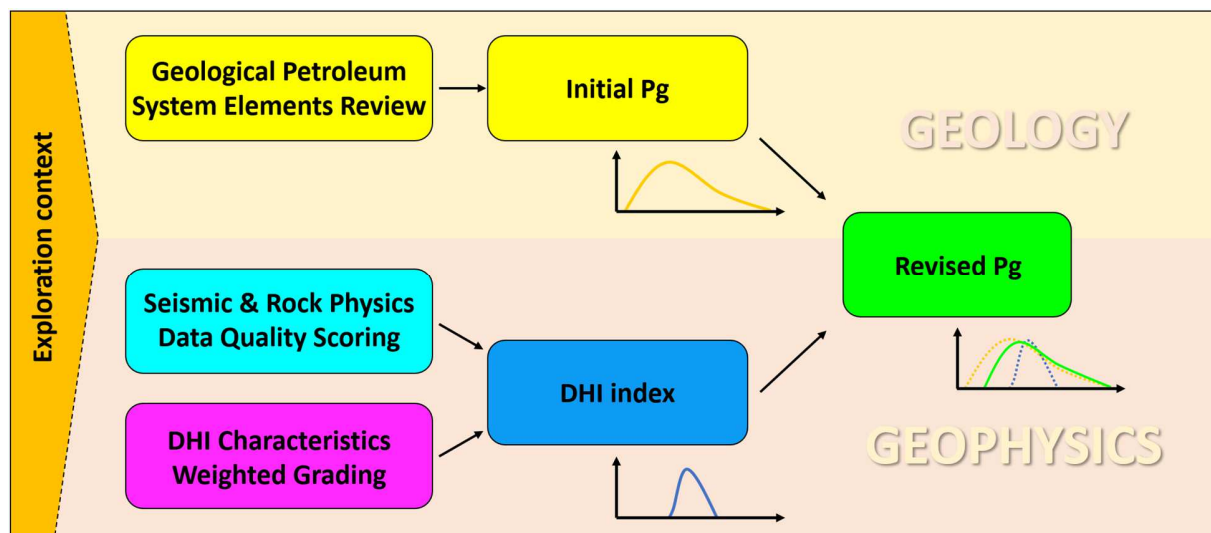 Exploration context
Geological Petroleum
System Elements Review
Initial Pg
GEOLOGY
Revised Pg
Seismic & Rock Physics
Data Quality Scoring
DHI index
DHI Characteristics
Weighted Grading
GEOPHYSICS